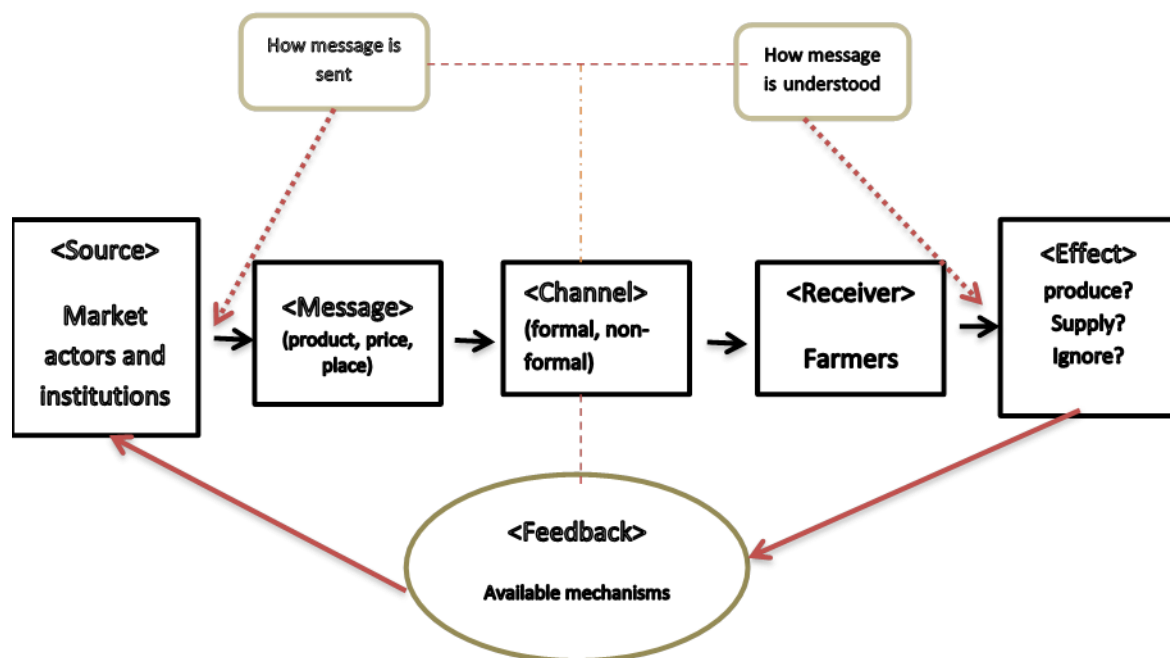 How message is
sent
How message
is understood
<Source>
Market
actors and
institutions
<Message>
(product, price,
place)
<Channel>
(formal, non-
formal)
<Receiver>
Farmers
<Effect>
produce?
Supply?
Ignore?
<Feedback>
Available mechanisms